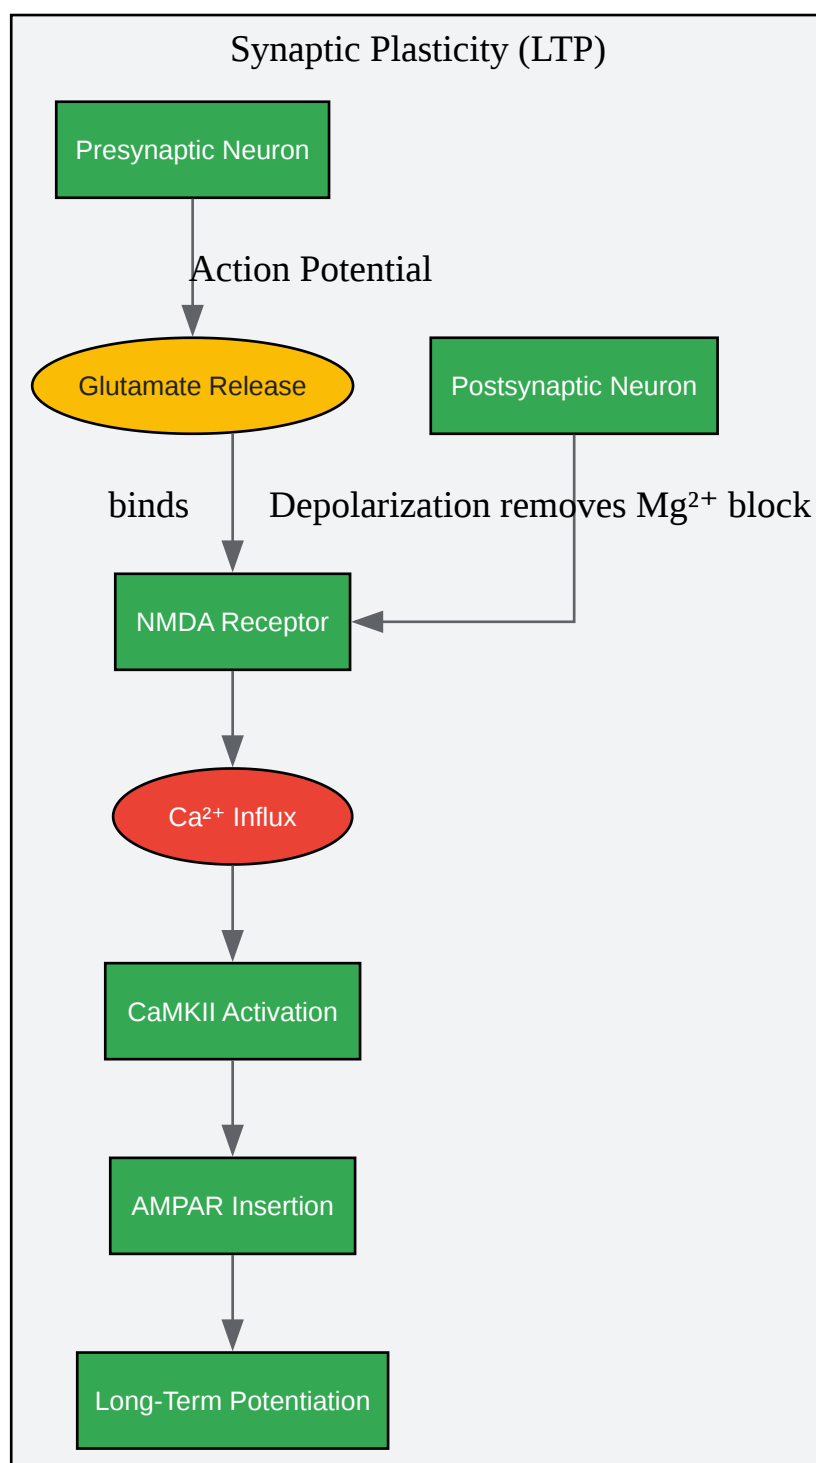 Synaptic Plasticity (LTP)
Presynaptic Neuron
Action Potential
Glutamate Release
Postsynaptic Neuron
binds
Depolarization removes Mg²⁺ block
NMDA Receptor
Ca²⁺ Influx
CaMKII Activation
AMPAR Insertion
Long-Term Potentiation